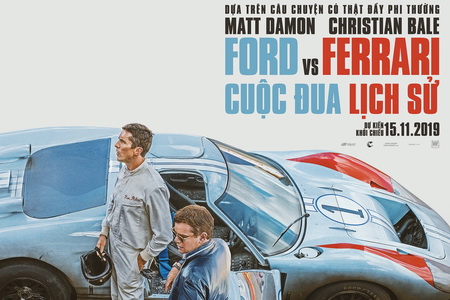 DỰA TRÊN CÂU CHUYỆN CÓ THẬT ĐẦY PHI THƯỜNG
MATT DAMON CHRISTIAN BALE
FORD VS FERRARI
CUỘC ĐUA LỊCH SỬ
DỰ KIẾN
KHỞI CHIẾU 15.11.2019
1